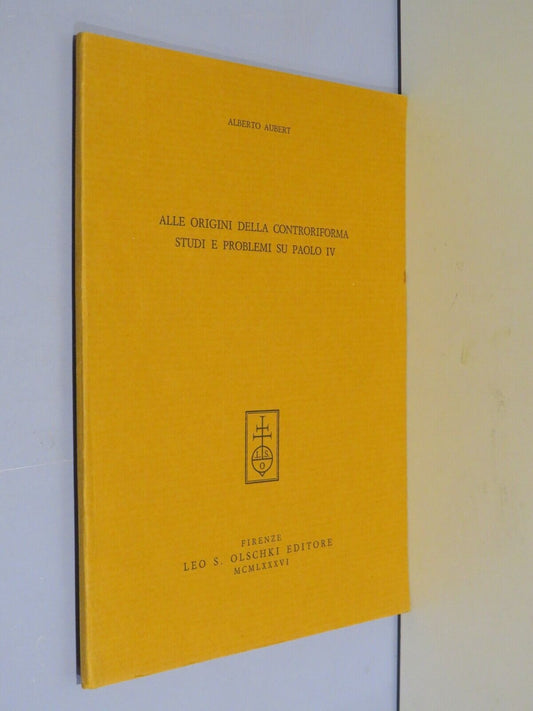 ALBERTO AUBERT
ALLE ORIGINI DELLA CONTRORIFORMA
STUDI E PROBLEMI SU PAOLO IV
L S
O
FIRENZE
LEO S. OLSCHKI EDITORE
MCMLXXXVI